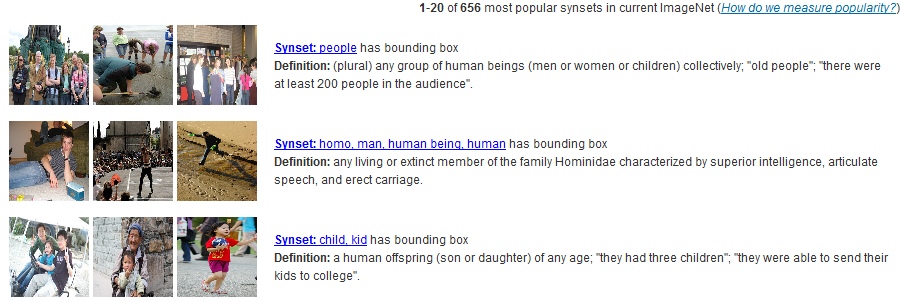 1-20 of 656 most popular synsets in current ImageNet (How do we measure popularity?)
Synset: people has bounding box
Definition: (plural) any group of human beings (men or women or children) collectively; "old people"; "there were
at least 200 people in the audience".
Synset: homo, man, human being, human has bounding box
Definition: any living or extinct member of the family Hominidae characterized by superior intelligence, articulate
speech, and erect carriage.
Synset: child, kid has bounding box
Definition: a human offspring (son or daughter) of any age; "they had three children"; "they were able to send their
kids to college".